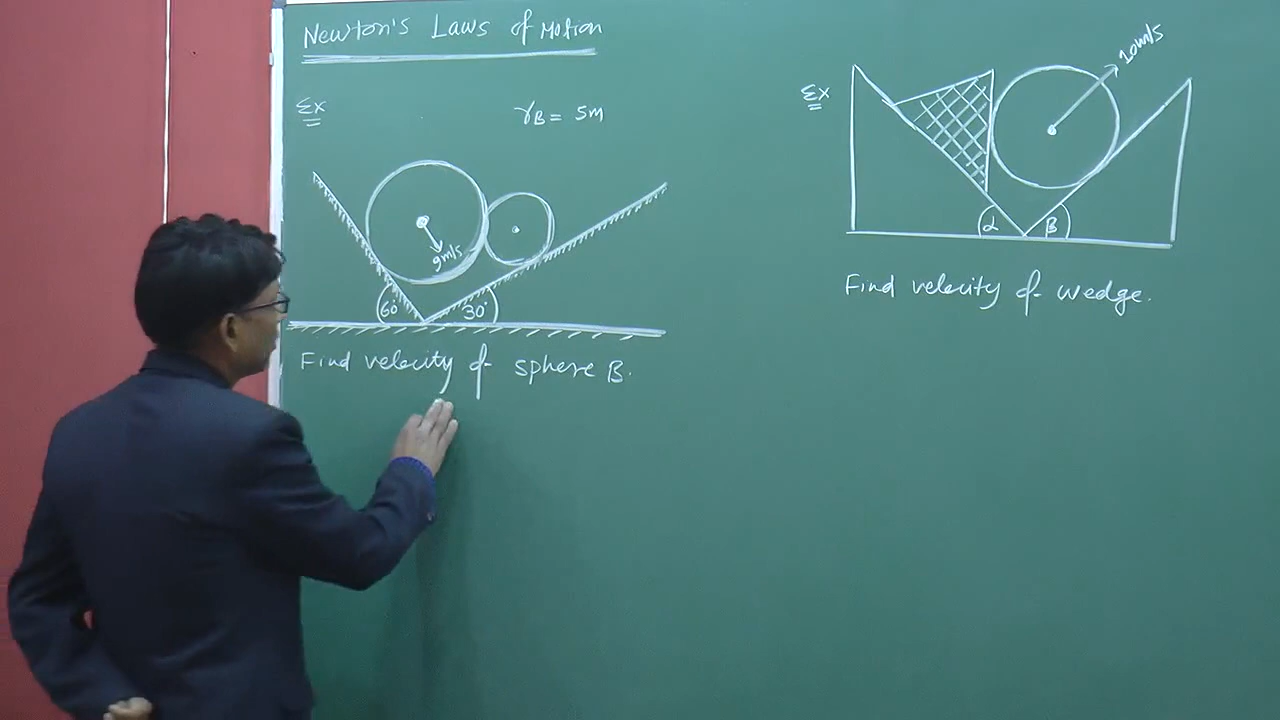 Newton's Laws of Motion
Ex
rB = 5m
9m/s
60°
30°
Find velocity of sphere B.
Ex
10m/s
α
β
Find velocity of wedge.